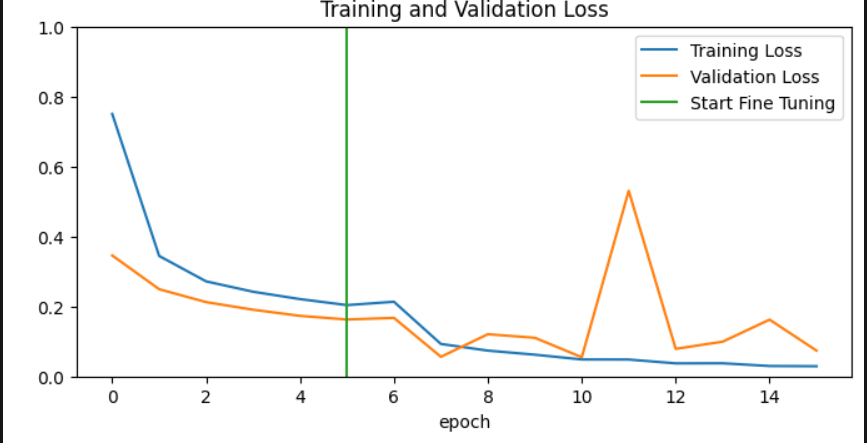 Training and Validation Loss
1.0
0.8
0.6
0.4
0.2
0.0
Training Loss
Validation Loss
Start Fine Tuning
0 2 4 6 8 10 12 14
epoch